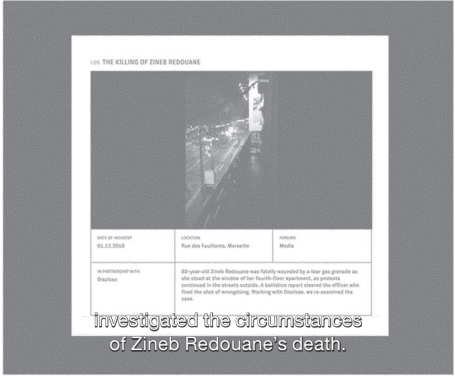 THE KILLING OF ZINEB REDOUANE
DATE OF INCIDENT
01.12.2018
LOCATION
Rue des Feuillants, Marseille
FORUMS
Media
IN PARTNERSHIP WITH
Disclose
80-year-old Zineb Redouane was fatally wounded by a tear gas grenade as
she stood at the window of her fourth-floor apartment, as protests
continued in the streets outside. A ballistics report cleared the officer who
fired the shot of wrongdoing. Working with Disclose, we re-examined the
case.
investigated the circumstances
of Zineb Redouane's death.